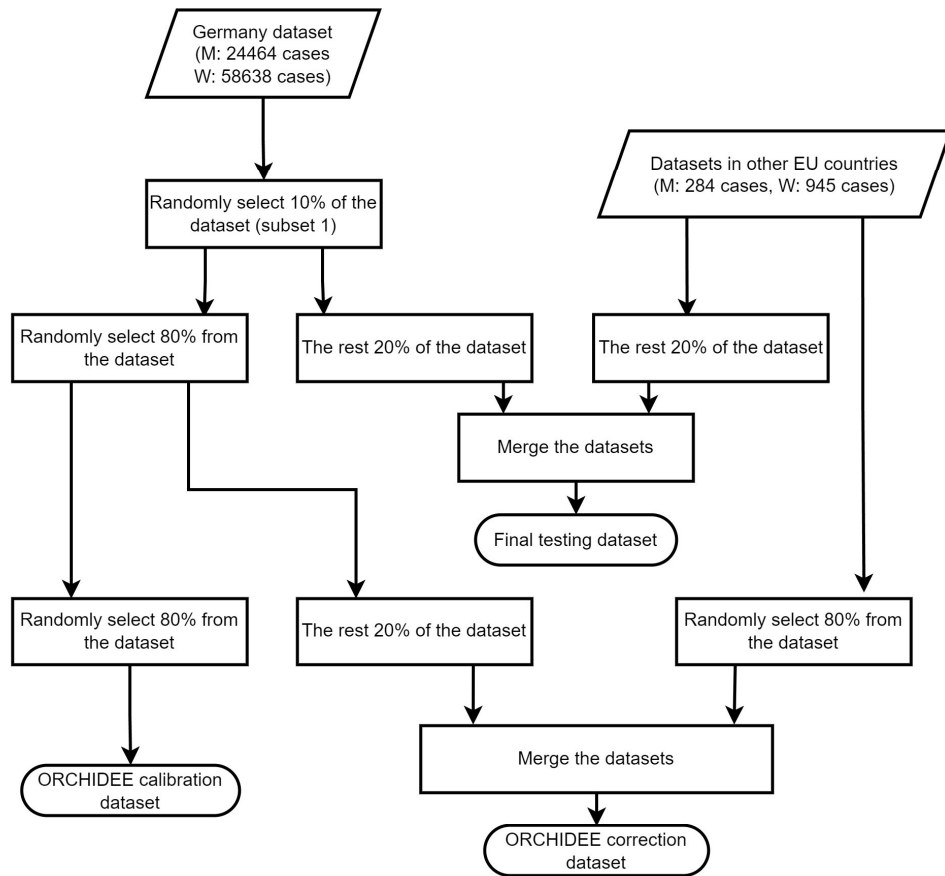 Germany dataset
(M: 24464 cases
W: 58638 cases)
Datasets in other EU countries
(M: 284 cases, W: 945 cases)
Randomly select 10% of the
dataset (subset 1)
Randomly select 80% from
the dataset
The rest 20% of the dataset
The rest 20% of the dataset
Merge the datasets
Final testing dataset
Randomly select 80% from
the dataset
The rest 20% of the dataset
Randomly select 80% from
the dataset
Merge the datasets
ORCHIDEE calibration
dataset
ORCHIDEE correction
dataset